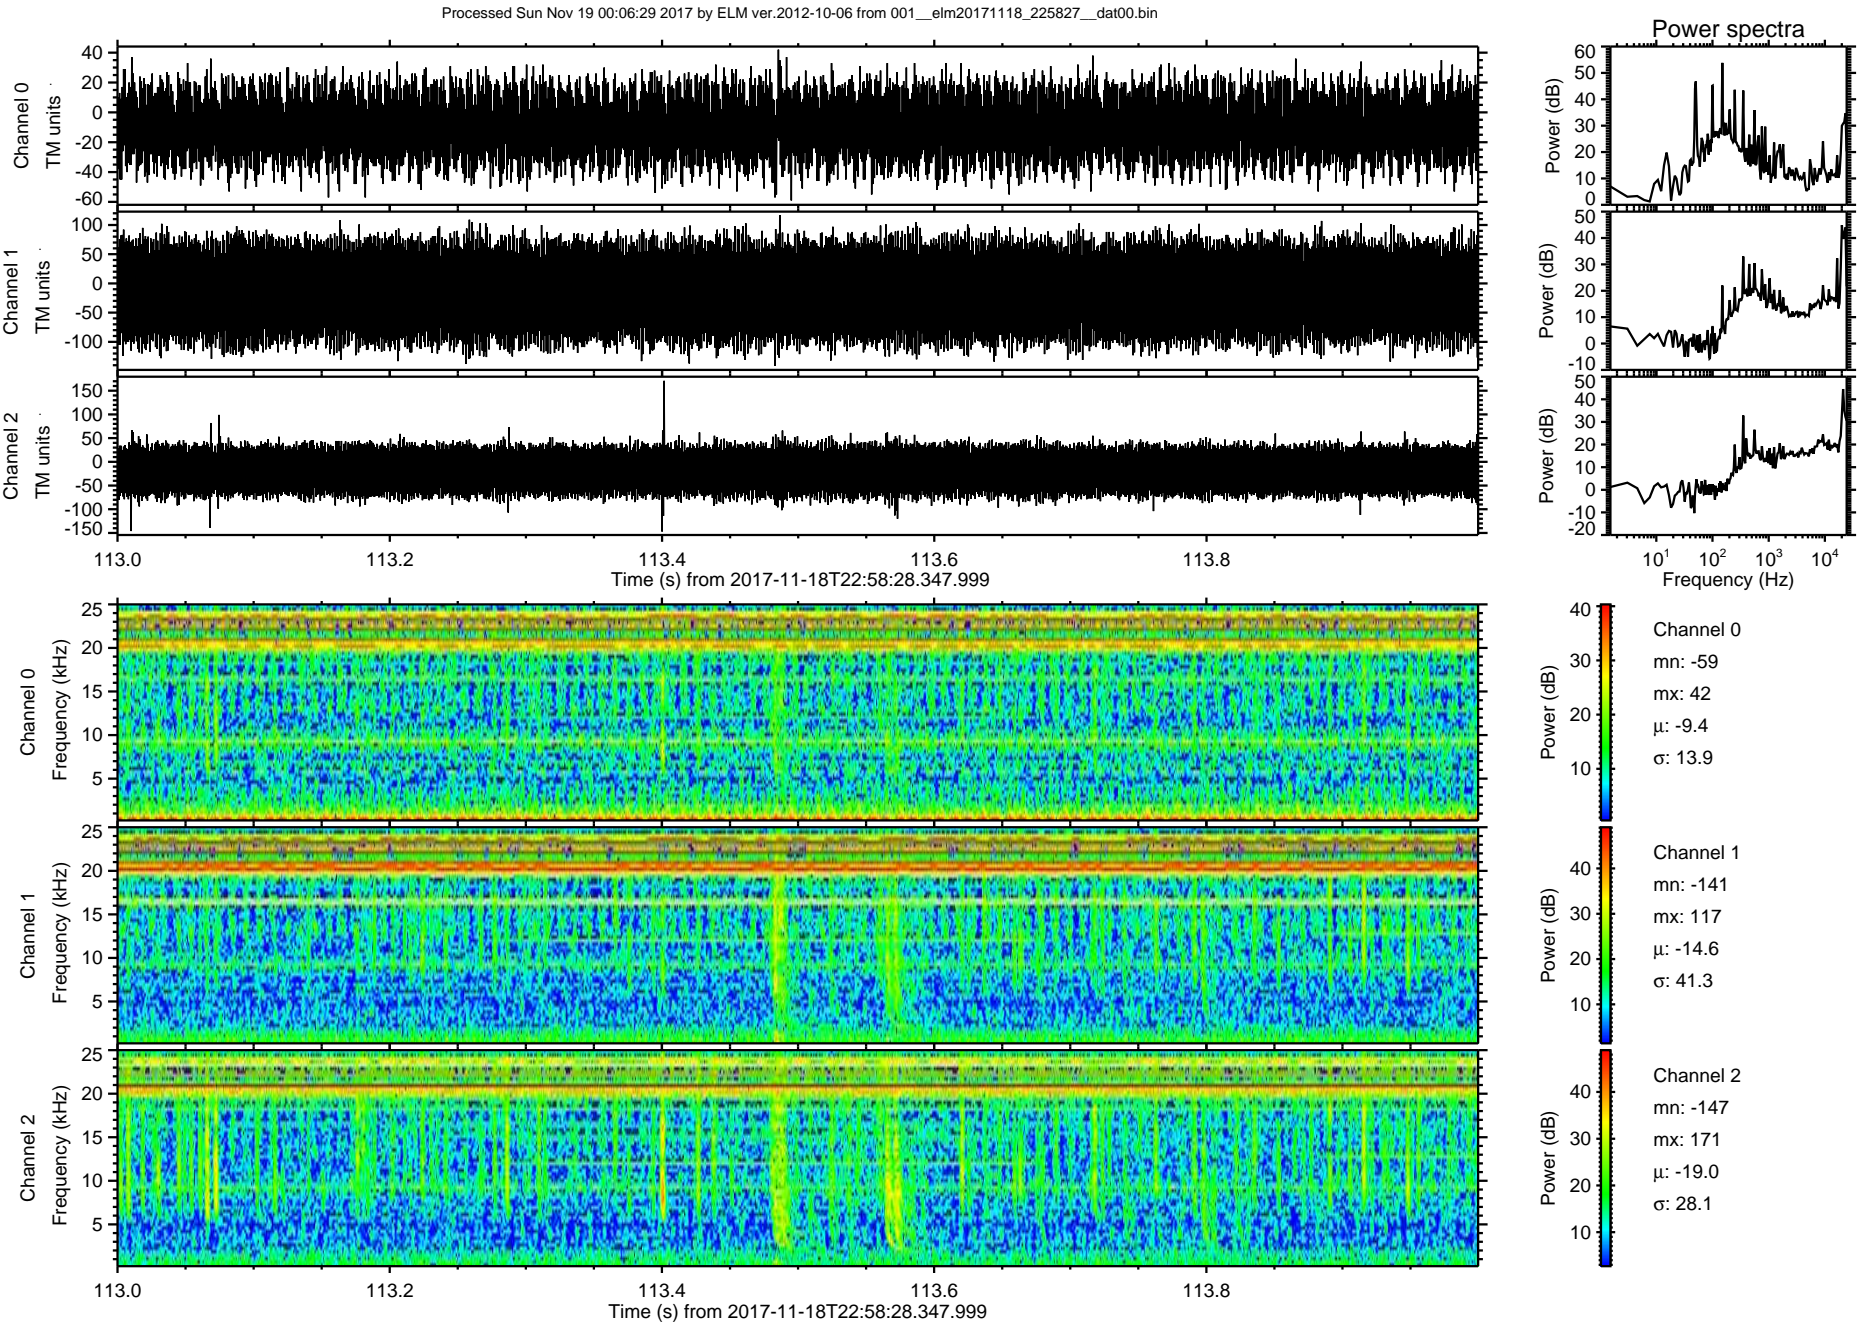 Processed Sun Nov 19 00:06:29 2017 by ELM ver.2012-10-06 from 001__elm20171118_225827__dat00.bin
Power spectra
Channel 0
TM units
40
20
0
-20
-40
-60
Power (dB)
60
50
40
30
20
10
0
Channel 1
TM units
100
50
0
-50
-100
Power (dB)
50
40
30
20
10
0
-10
Channel 2
TM units
150
100
50
0
-50
-100
-150
Power (dB)
50
40
30
20
10
0
-10
-20
113.0 113.2 113.4 113.6 113.8
Time (s) from 2017-11-18T22:58:28.347.999
10^1 10^2 10^3 10^4
Frequency (Hz)
Channel 0
Frequency (kHz)
25
20
15
10
5
Power (dB)
40
30
20
10
Channel 0
mn: -59
mx: 42
μ: -9.4
σ: 13.9
Channel 1
Frequency (kHz)
25
20
15
10
5
Power (dB)
40
30
20
10
Channel 1
mn: -141
mx: 117
μ: -14.6
σ: 41.3
Channel 2
Frequency (kHz)
25
20
15
10
5
Power (dB)
40
30
20
10
Channel 2
mn: -147
mx: 171
μ: -19.0
σ: 28.1
113.0 113.2 113.4 113.6 113.8
Time (s) from 2017-11-18T22:58:28.347.999